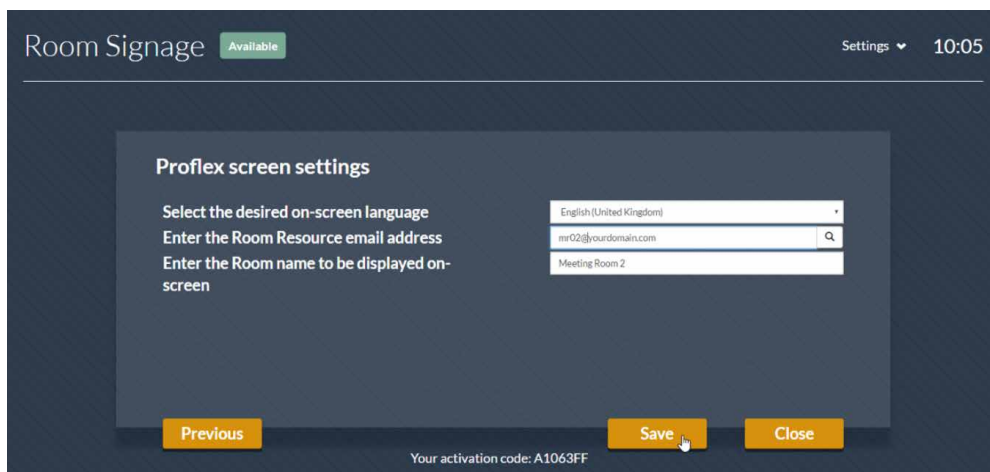 Room Signage Available Settings 10:05
Proflex screen settings
Select the desired on-screen language English (United Kingdom)
Enter the Room Resource email address mr02@yourdomain.com
Enter the Room name to be displayed on- Meeting Room 2
screen
Previous Save Close
Your activation code: A1063FF